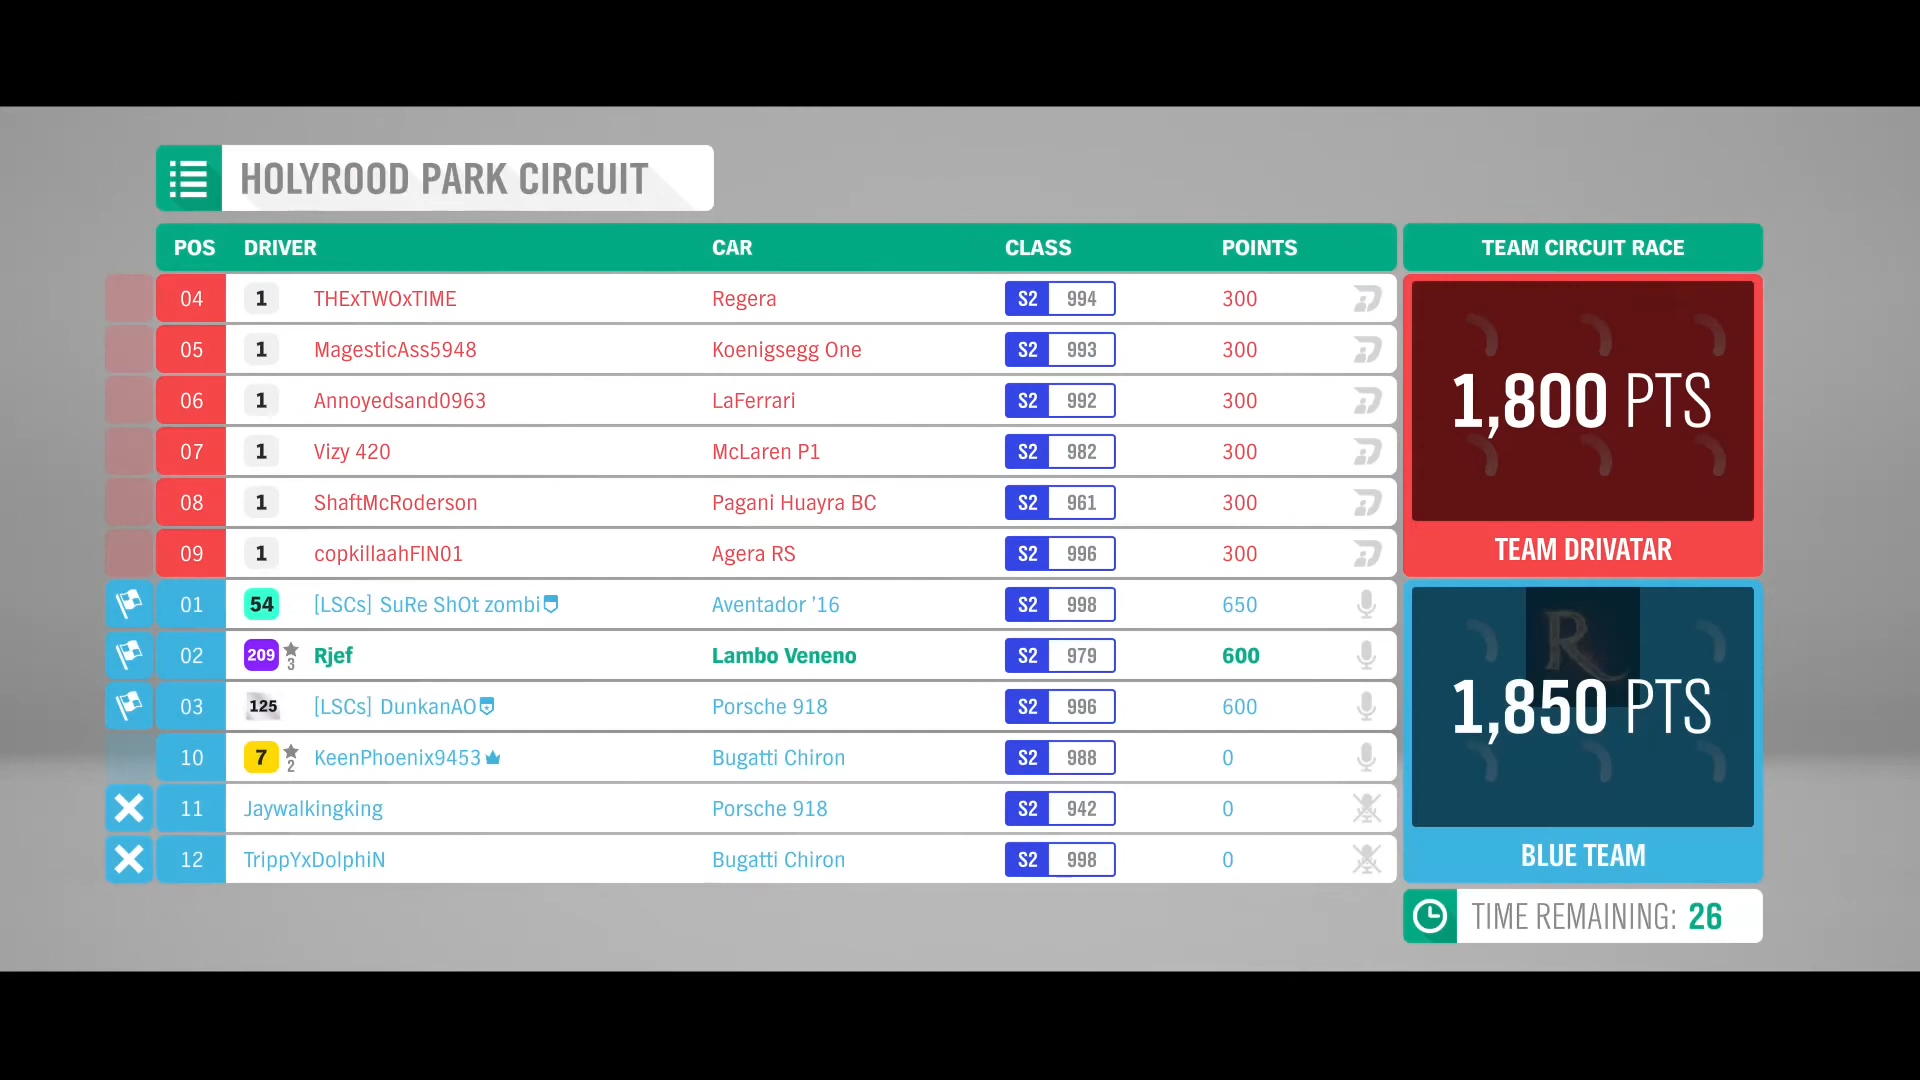 HOLYROOD PARK CIRCUIT
POS DRIVER CAR CLASS POINTS TEAM CIRCUIT RACE
04 1 THExTWOxTIME Regera S2 994 300
05 1 MagesticAss5948 Koenigsegg One S2 993 300
06 1 Annoyedsand0963 LaFerrari S2 992 300
07 1 Vizy 420 McLaren P1 S2 982 300
08 1 ShaftMcRoderson Pagani Huayra BC S2 961 300
09 1 copkillaahFIN01 Agera RS S2 996 300
1,800 PTS
TEAM DRIVATAR
01 54 [LSCs] SuRe ShOt zombi Aventador ’16 S2 998 650
02 209 3 Rjef Lambo Veneno S2 979 600
03 125 [LSCs] DunkanAO Porsche 918 S2 996 600
10 7 2 KeenPhoenix9453 Bugatti Chiron S2 988 0
11 Jaywalkingking Porsche 918 S2 942 0
12 TrippYxDolphiN Bugatti Chiron S2 998 0
R
1,850 PTS
BLUE TEAM
TIME REMAINING: 26